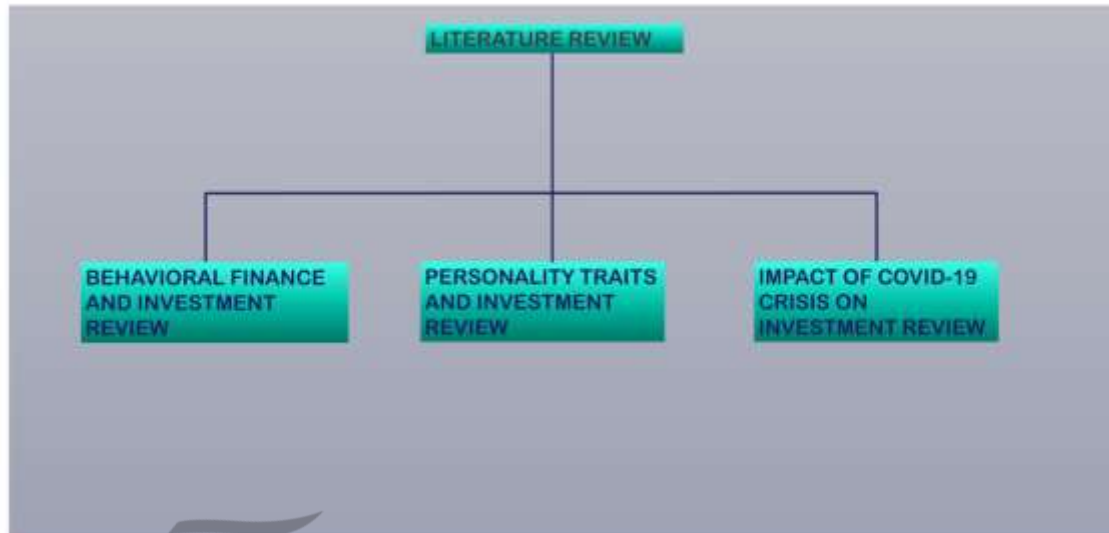 LITERATURE REVIEW
BEHAVIORAL FINANCE
AND INVESTMENT
REVIEW
PERSONALITY TRAITS
AND INVESTMENT
REVIEW
IMPACT OF COVID-19
CRISIS ON
INVESTMENT REVIEW